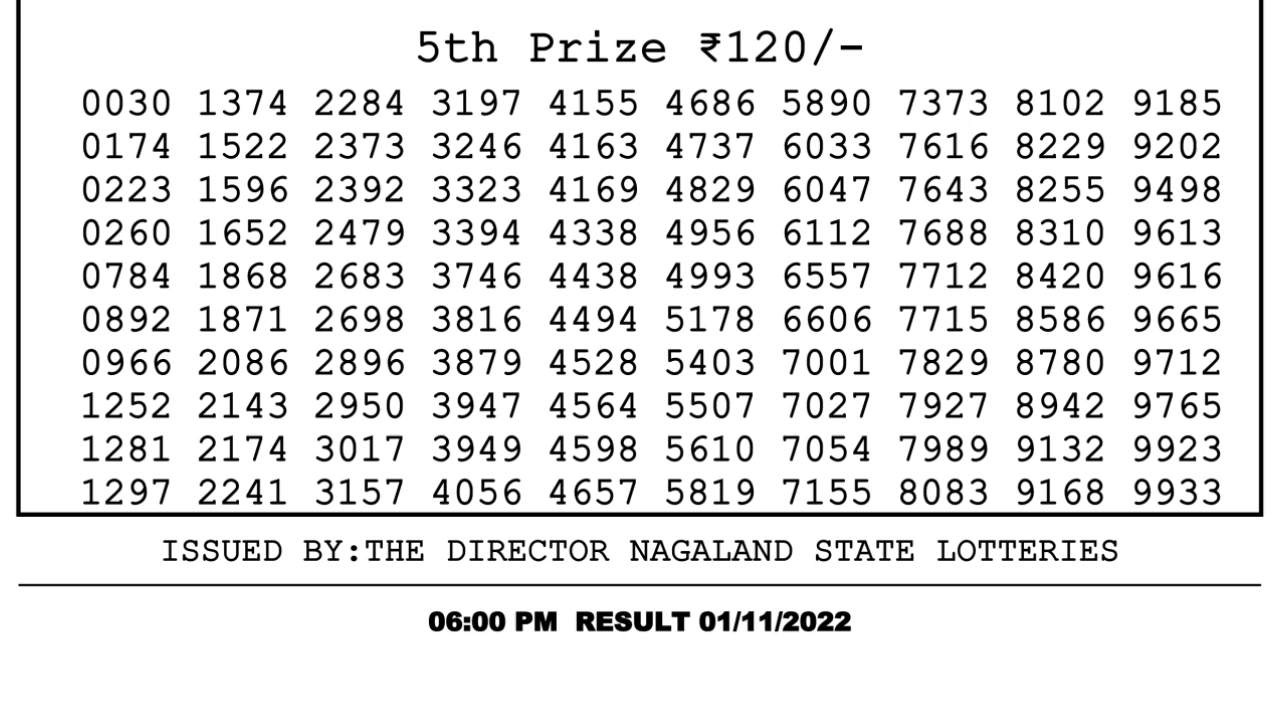 5th Prize ₹120/-
0030 1374 2284 3197 4155 4686 5890 7373 8102 9185
0174 1522 2373 3246 4163 4737 6033 7616 8229 9202
0223 1596 2392 3323 4169 4829 6047 7643 8255 9498
0260 1652 2479 3394 4338 4956 6112 7688 8310 9613
0784 1868 2683 3746 4438 4993 6557 7712 8420 9616
0892 1871 2698 3816 4494 5178 6606 7715 8586 9665
0966 2086 2896 3879 4528 5403 7001 7829 8780 9712
1252 2143 2950 3947 4564 5507 7027 7927 8942 9765
1281 2174 3017 3949 4598 5610 7054 7989 9132 9923
1297 2241 3157 4056 4657 5819 7155 8083 9168 9933
ISSUED BY:THE DIRECTOR NAGALAND STATE LOTTERIES
06:00 PM RESULT 01/11/2022